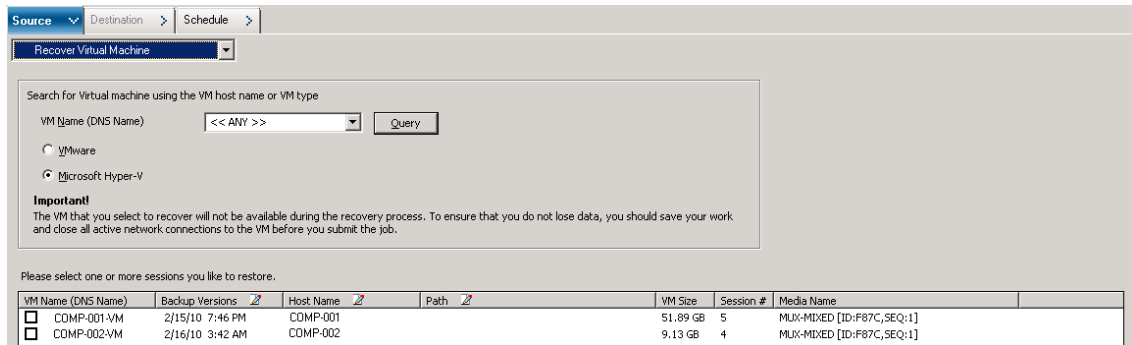 Source Destination Schedule
Recover Virtual Machine
Search for Virtual machine using the VM host name or VM type
VM Name (DNS Name) << ANY >> Query
VMware
Microsoft Hyper-V
Important!
The VM that you select to recover will not be available during the recovery process. To ensure that you do not lose data, you should save your work
and close all active network connections to the VM before you submit the job.
Please select one or more sessions you like to restore.
VM Name (DNS Name) Backup Versions Host Name Path VM Size Session # Media Name
COMP-001-VM 2/15/10 7:46 PM COMP-001 51.89 GB 5 MUX-MIXED [ID:F87C,SEQ:1]
COMP-002-VM 2/16/10 3:42 AM COMP-002 9.13 GB 4 MUX-MIXED [ID:F87C,SEQ:1]